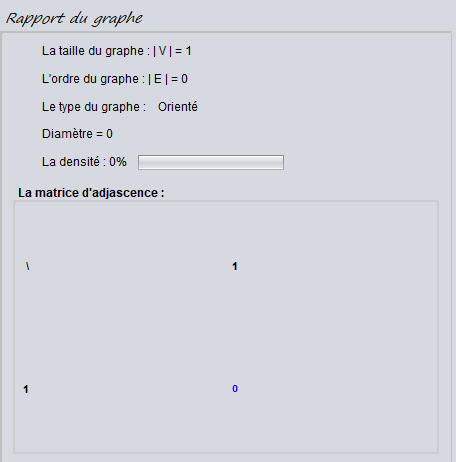 Rapport du graphe
La taille du graphe : | V | = 1
L'ordre du graphe : | E | = 0
Le type du graphe : Orienté
Diamètre = 0
La densité : 0%
La matrice d'adjascence :
\ 1
1 0